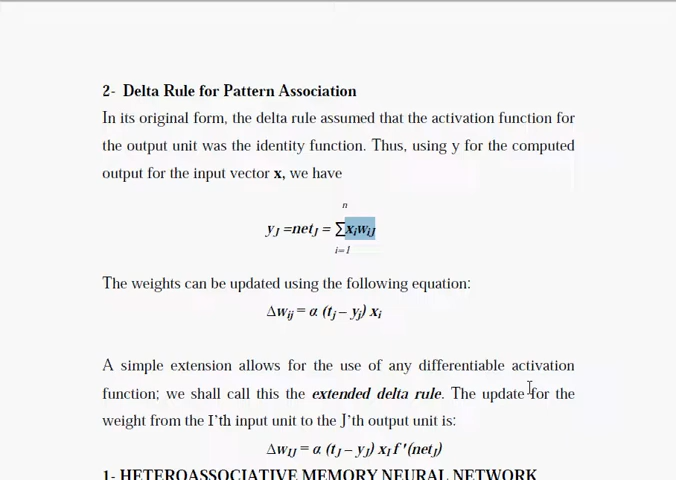 2- Delta Rule for Pattern Association
In its original form, the delta rule assumed that the activation function for
the output unit was the identity function. Thus, using y for the computed
output for the input vector x, we have
n
yJ =netJ = ∑xiwiJ
i=1
The weights can be updated using the following equation:
Δwij = α (tj – yj) xi
A simple extension allows for the use of any differentiable activation
function; we shall call this the extended delta rule. The update for the
weight from the I'th input unit to the J'th output unit is:
ΔwIJ = α (tJ – yJ) xI f '(netJ)
1- HETEROASSOCIATIVE MEMORY NEURAL NETWORK